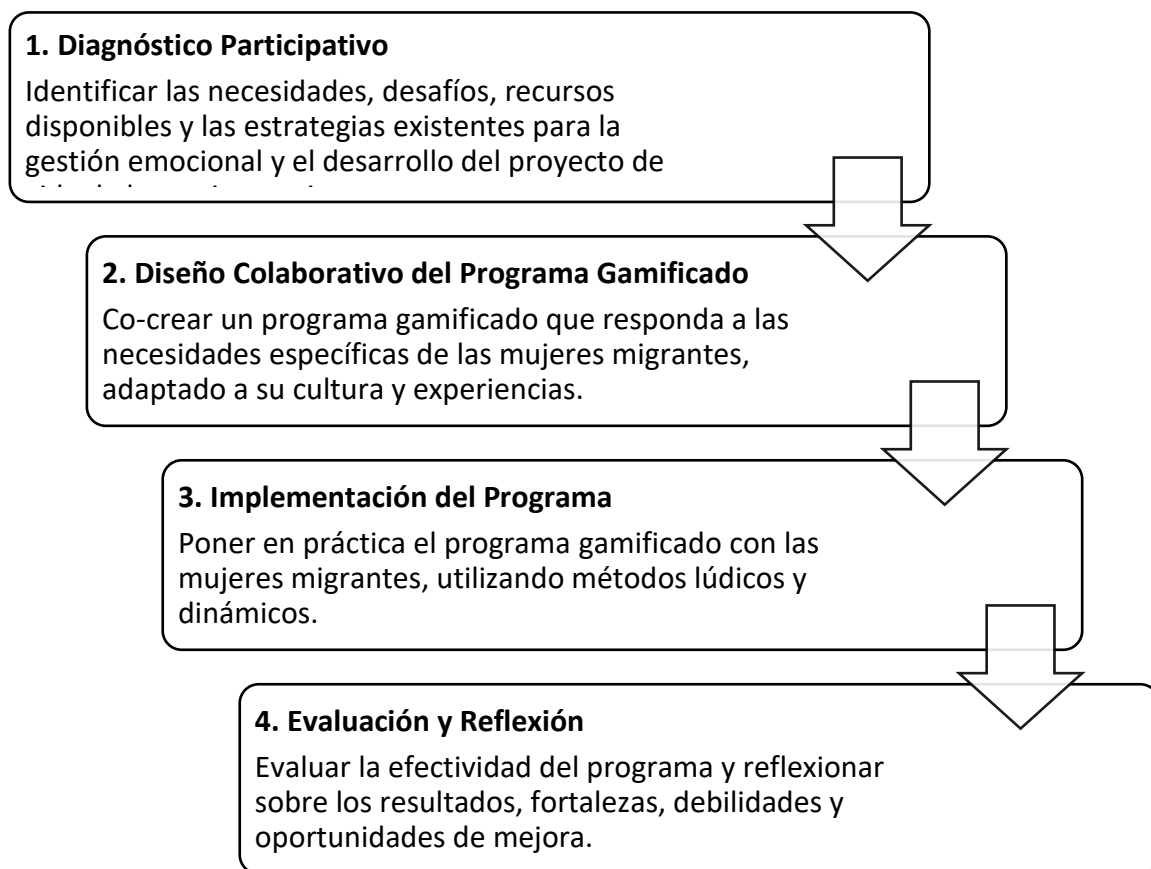 1. Diagnóstico Participativo
Identificar las necesidades, desafíos, recursos
disponibles y las estrategias existentes para la
gestión emocional y el desarrollo del proyecto de
2. Diseño Colaborativo del Programa Gamificado
Co-crear un programa gamificado que responda a las
necesidades específicas de las mujeres migrantes,
adaptado a su cultura y experiencias.
3. Implementación del Programa
Poner en práctica el programa gamificado con las
mujeres migrantes, utilizando métodos lúdicos y
dinámicos.
4. Evaluación y Reflexión
Evaluar la efectividad del programa y reflexionar
sobre los resultados, fortalezas, debilidades y
oportunidades de mejora.